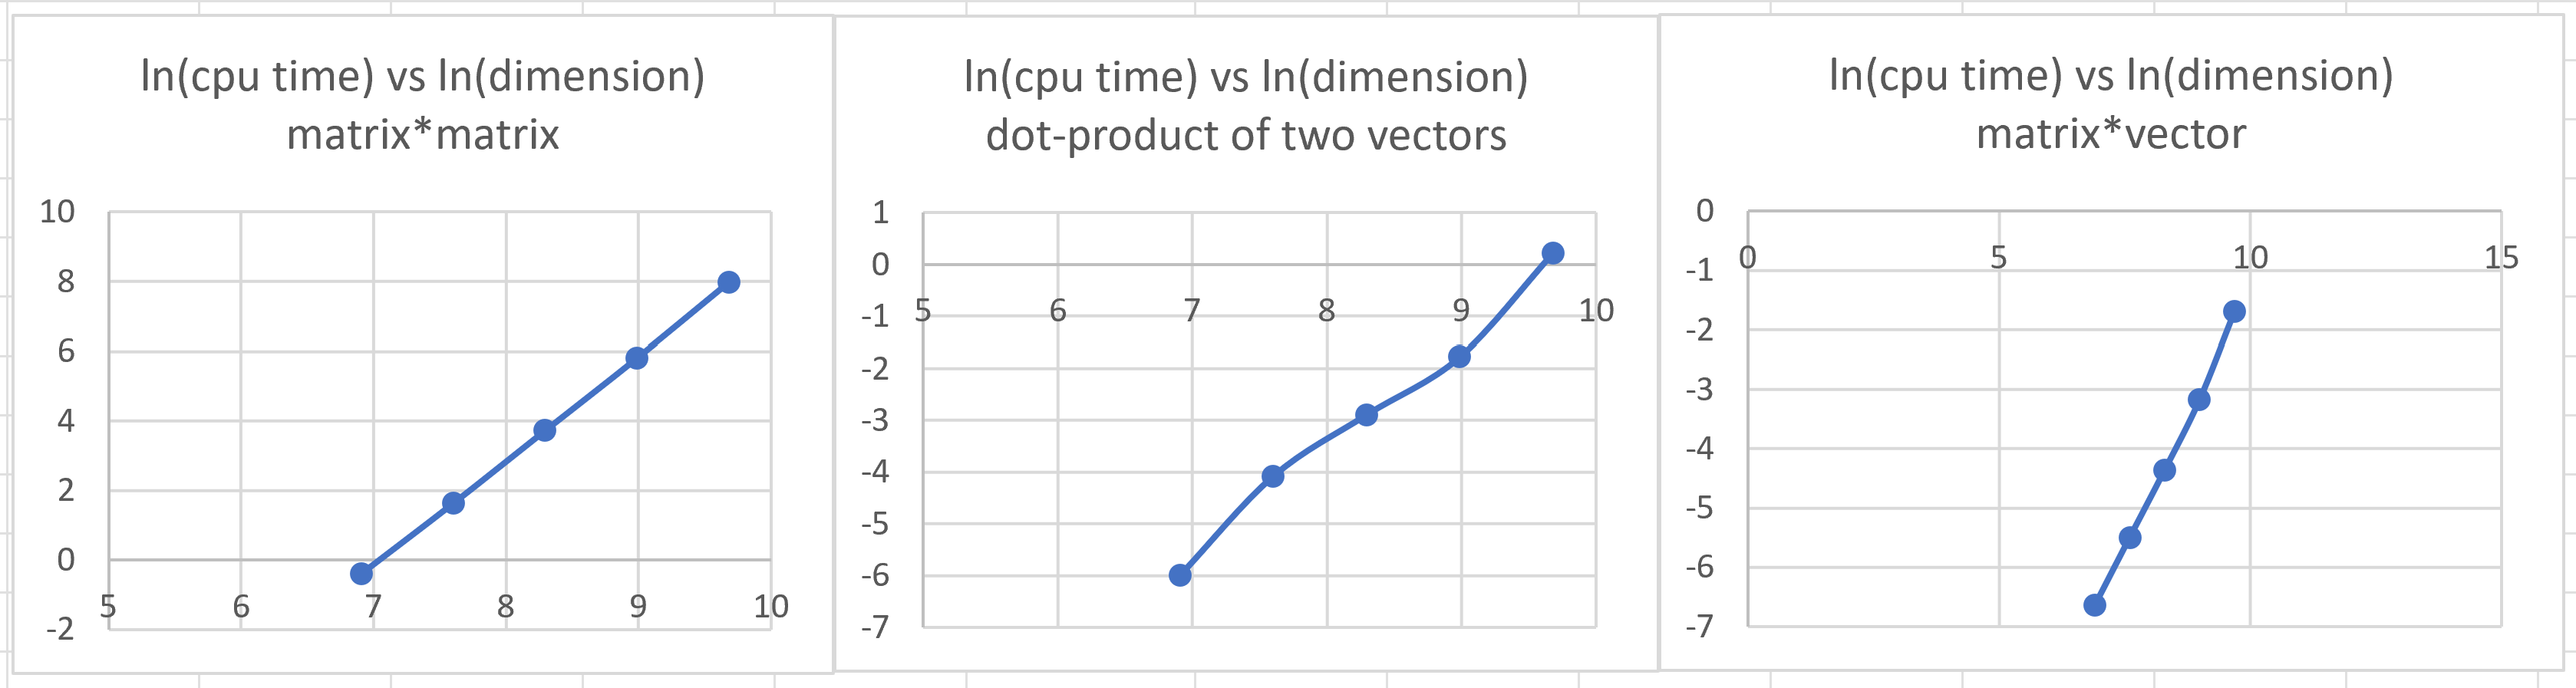 ln(cpu time) vs ln(dimension)
matrix*matrix
10
8
6
4
2
0
-2
5 6 7 8 9 10
ln(cpu time) vs ln(dimension)
dot-product of two vectors
1
0
-1
-2
-3
-4
-5
-6
-7
5 6 7 8 9 10
ln(cpu time) vs ln(dimension)
matrix*vector
0
-1
-2
-3
-4
-5
-6
-7
0 5 10 15